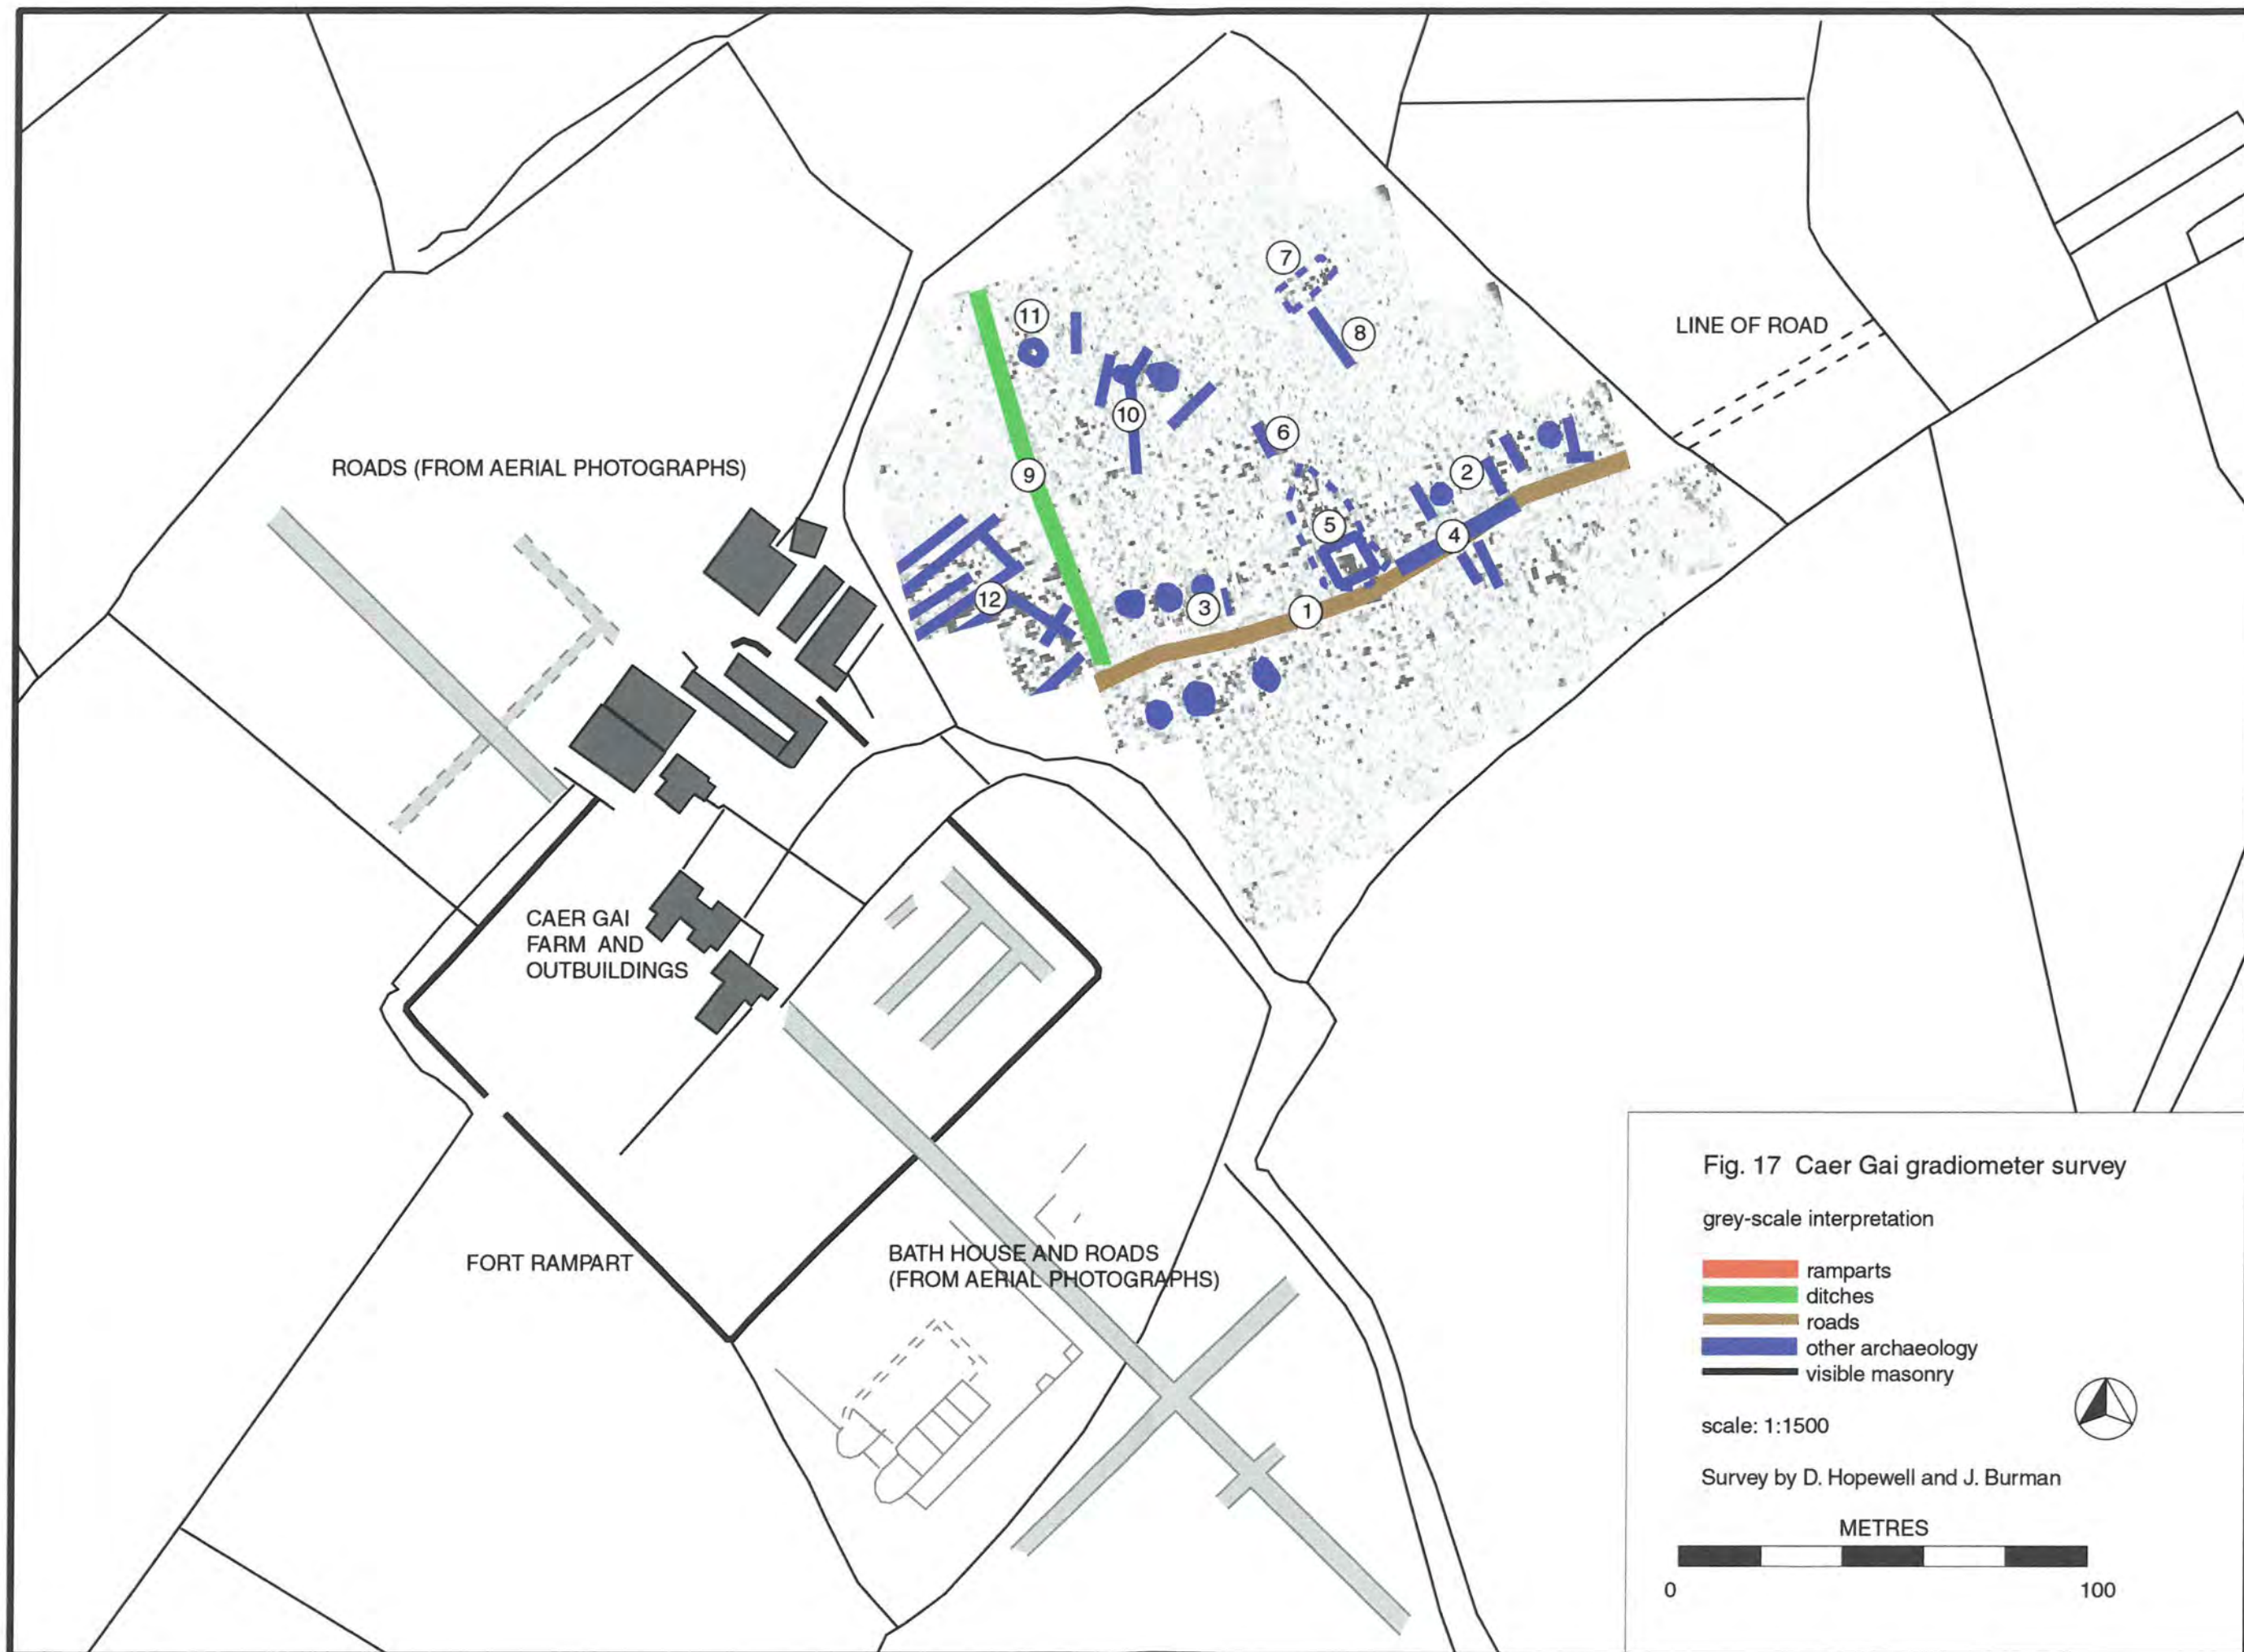 7
11
8
LINE OF ROAD
10
6
ROADS (FROM AERIAL PHOTOGRAPHS)
9
2
5
4
12
3
1
CAER GAI
FARM AND
OUTBUILDINGS
FORT RAMPART
BATH HOUSE AND ROADS
(FROM AERIAL PHOTOGRAPHS)
Fig. 17 Caer Gai gradiometer survey
grey-scale interpretation
ramparts
ditches
roads
other archaeology
visible masonry
scale: 1:1500
Survey by D. Hopewell and J. Burman
METRES
0 100